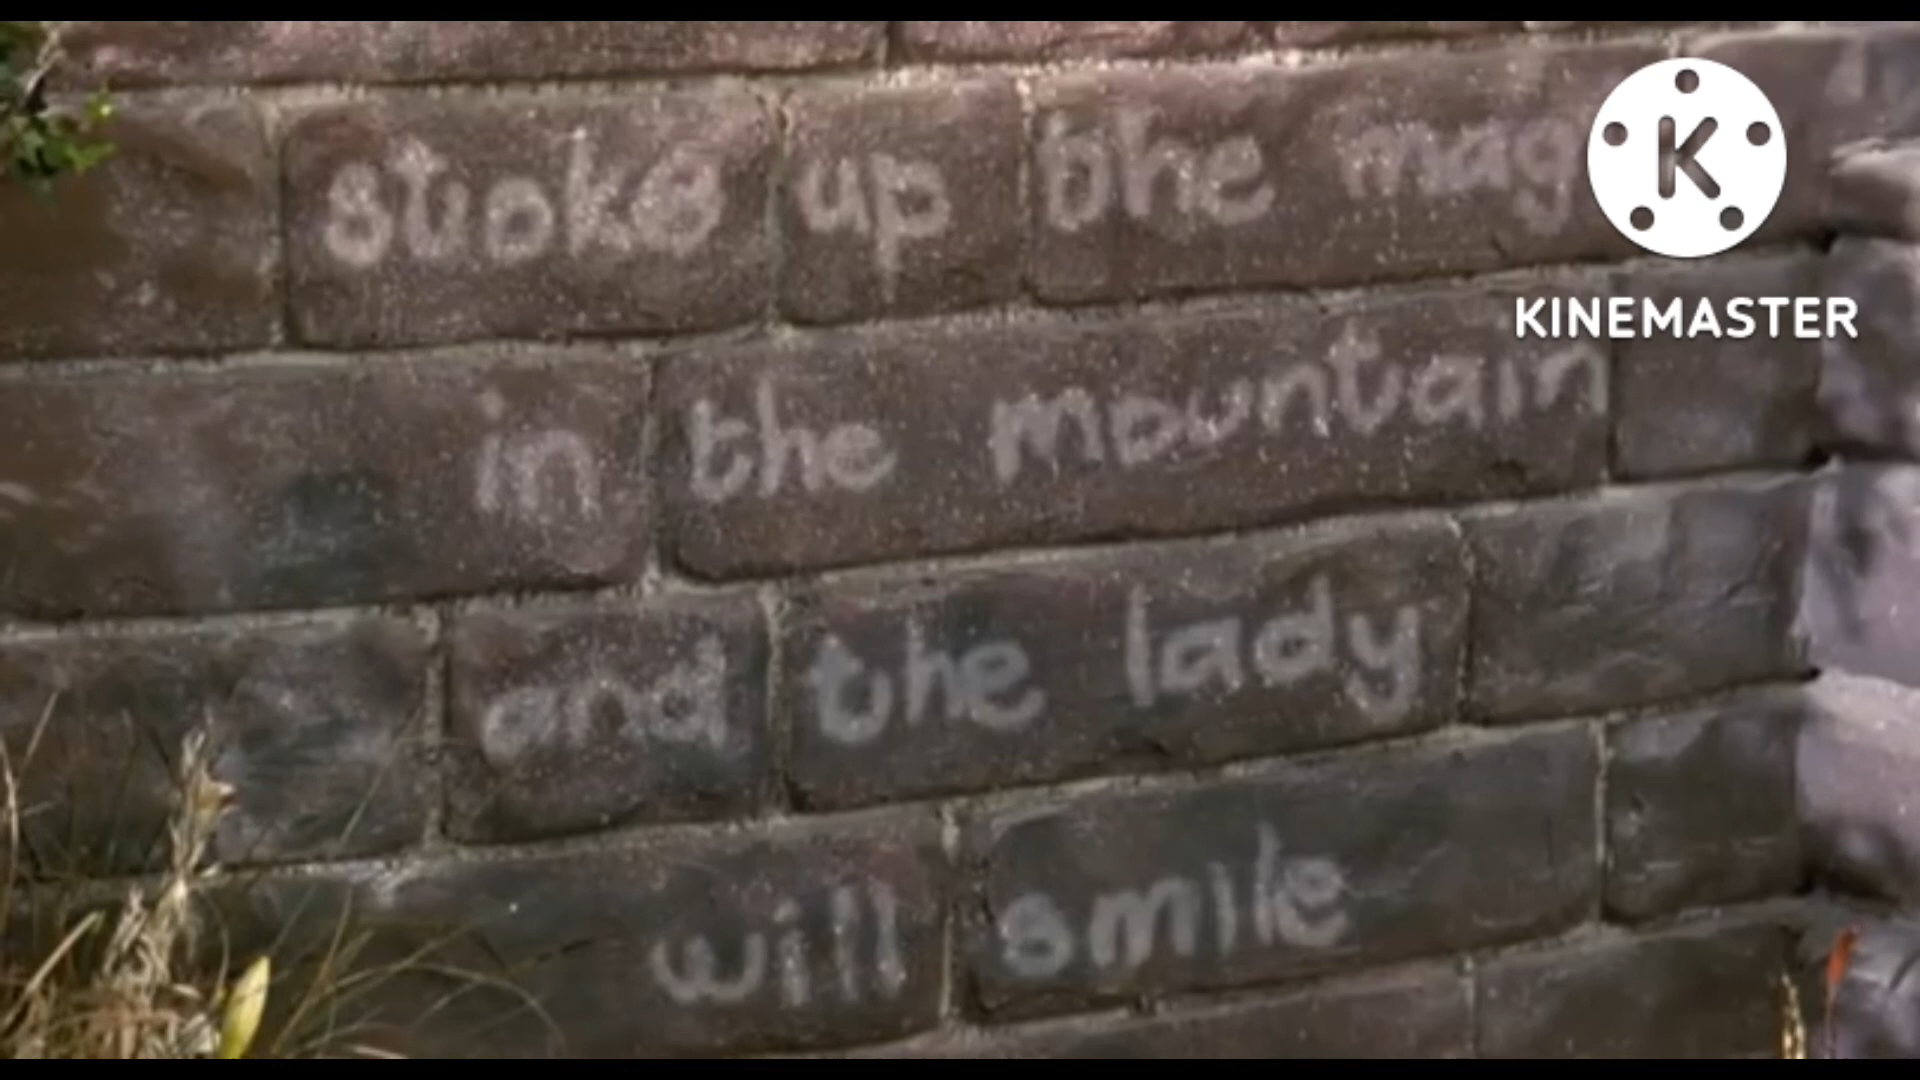 stoke up the mag
in the mountain
and the lady
will smile
K
KINEMASTER